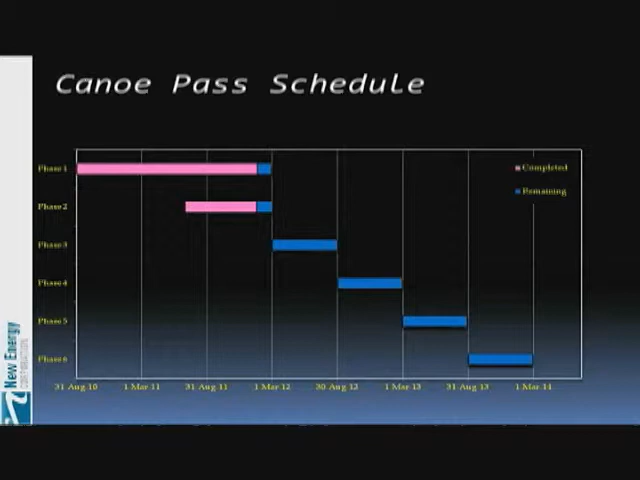 Canoe Pass Schedule
Phase 1
Completed
Phase 2
Remaining
Phase 3
Phase 4
Phase 5
Phase 6
31 Aug 10
1 Mar 11
31 Aug 11
1 Mar 12
30 Aug 12
1 Mar 13
31 Aug 13
1 Mar 14
New Energy
CORPORATION